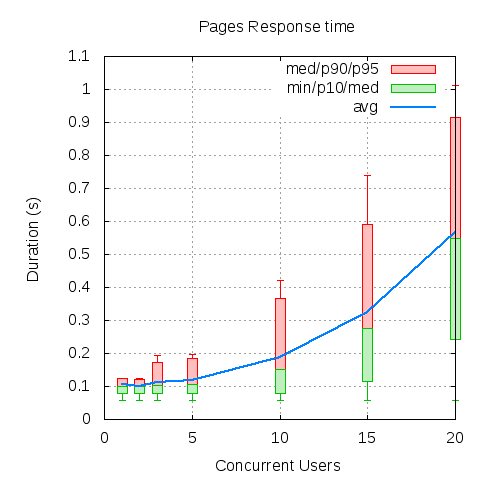 Pages Response time
med/p90/p95
min/p10/med
avg
1.1
1
0.9
0.8
0.7
0.6
0.5
0.4
0.3
0.2
0.1
0
Duration (s)
0 5 10 15 20
Concurrent Users